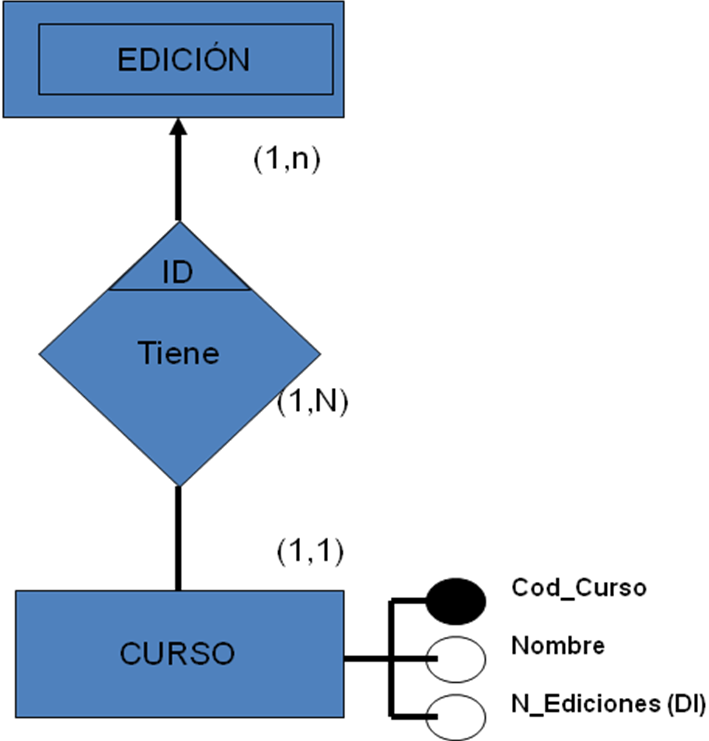 EDICIÓN
(1,n)
ID
Tiene
(1,N)
(1,1)
CURSO
Cod_Curso
Nombre
N_Ediciones (DI)